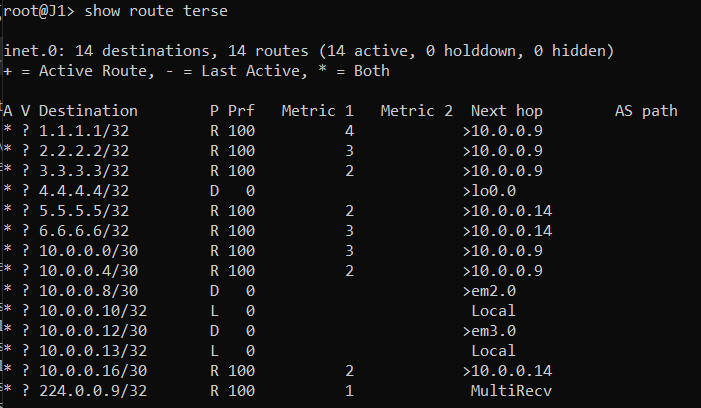 root@J1> show route terse
inet.0: 14 destinations, 14 routes (14 active, 0 holddown, 0 hidden)
+ = Active Route, - = Last Active, * = Both
A V Destination        P Prf   Metric 1   Metric 2  Next hop        AS path
* ? 1.1.1.1/32         R 100          4            >10.0.0.9
* ? 2.2.2.2/32         R 100          3            >10.0.0.9
* ? 3.3.3.3/32         R 100          2            >10.0.0.9
* ? 4.4.4.4/32         D   0                       >lo0.0
* ? 5.5.5.5/32         R 100          2            >10.0.0.14
* ? 6.6.6.6/32         R 100          3            >10.0.0.14
* ? 10.0.0.0/30        R 100          3            >10.0.0.9
* ? 10.0.0.4/30        R 100          2            >10.0.0.9
* ? 10.0.0.8/30        D   0                       >em2.0
* ? 10.0.0.10/32       L   0                        Local
* ? 10.0.0.12/30       D   0                       >em3.0
* ? 10.0.0.13/32       L   0                        Local
* ? 10.0.0.16/30       R 100          2            >10.0.0.14
* ? 224.0.0.9/32       R 100          1             MultiRecv